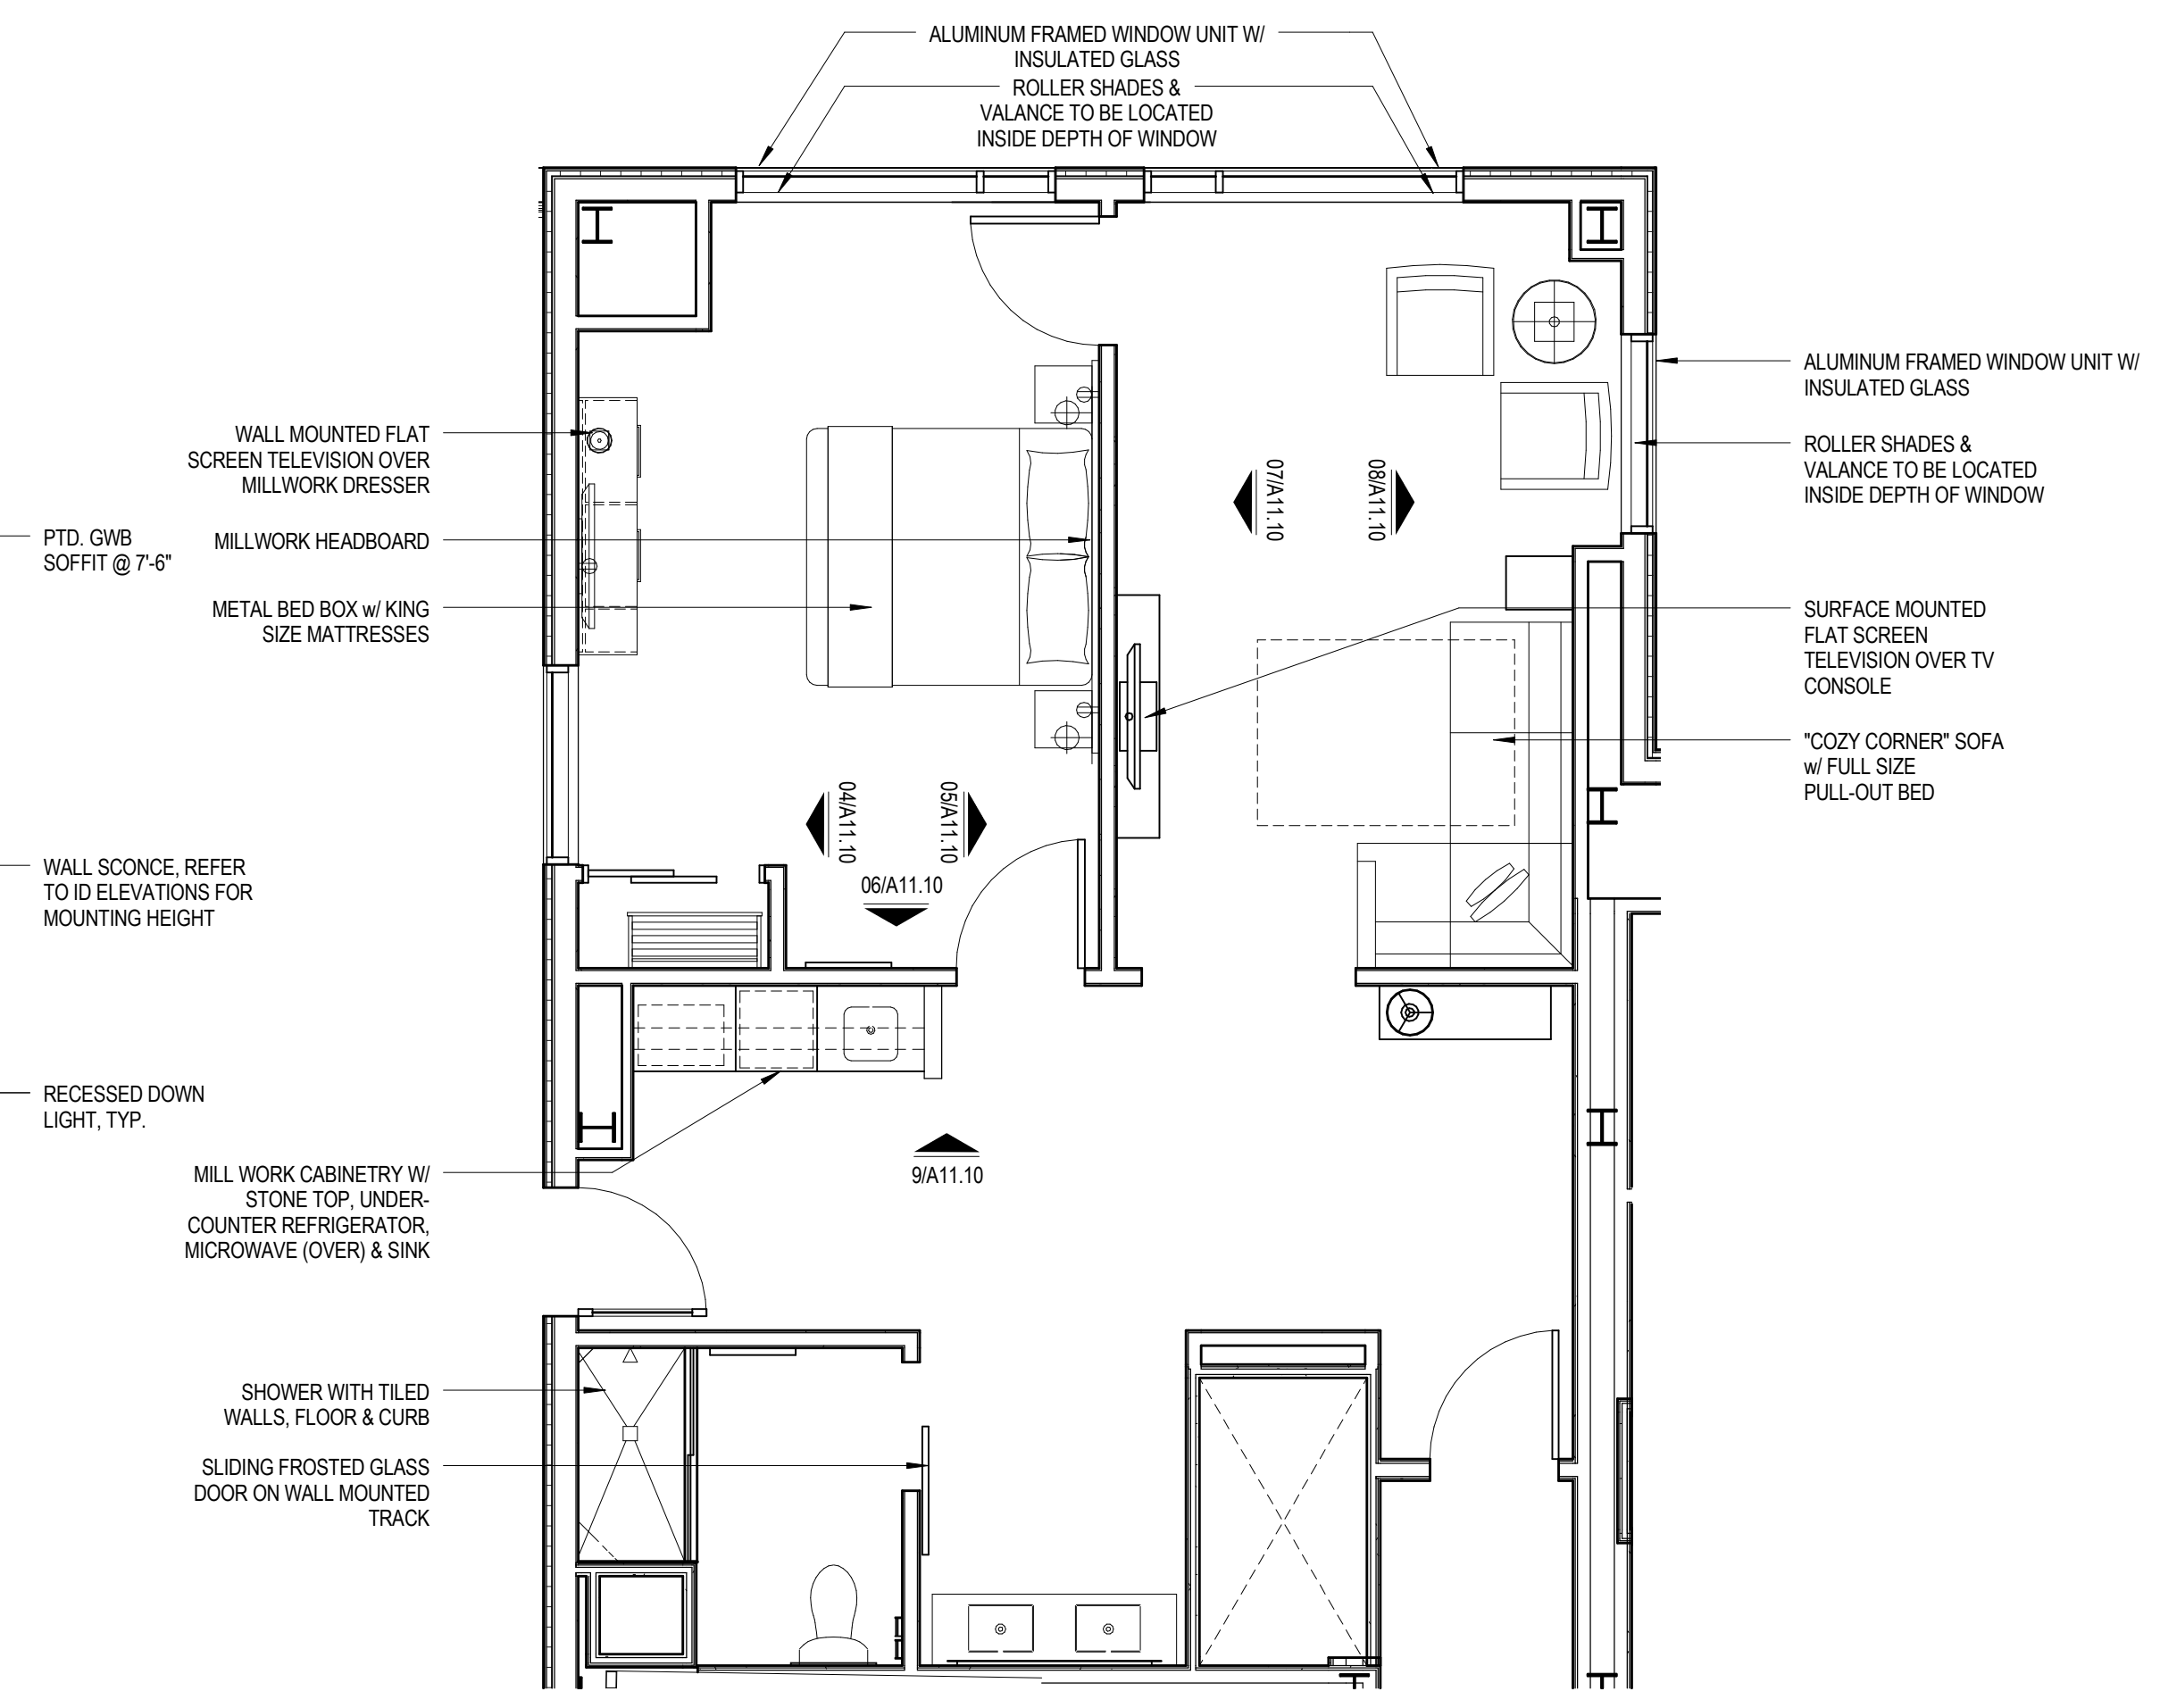 ALUMINUM FRAMED WINDOW UNIT W/
INSULATED GLASS
ROLLER SHADES &
VALANCE TO BE LOCATED
INSIDE DEPTH OF WINDOW
WALL MOUNTED FLAT
SCREEN TELEVISION OVER
MILLWORK DRESSER
PTD. GWB
SOFFIT @ 7'-6"
MILLWORK HEADBOARD
METAL BED BOX w/ KING
SIZE MATTRESSES
WALL SCONCE, REFER
TO ID ELEVATIONS FOR
MOUNTING HEIGHT
RECESSED DOWN
LIGHT, TYP.
MILL WORK CABINETRY W/
STONE TOP, UNDER-
COUNTER REFRIGERATOR,
MICROWAVE (OVER) & SINK
SHOWER WITH TILED
WALLS, FLOOR & CURB
SLIDING FROSTED GLASS
DOOR ON WALL MOUNTED
TRACK
07/A11.10
08/A11.10
04/A11.10
05/A11.10
06/A11.10
9/A11.10
ALUMINUM FRAMED WINDOW UNIT W/
INSULATED GLASS
ROLLER SHADES &
VALANCE TO BE LOCATED
INSIDE DEPTH OF WINDOW
SURFACE MOUNTED
FLAT SCREEN
TELEVISION OVER TV
CONSOLE
"COZY CORNER" SOFA
w/ FULL SIZE
PULL-OUT BED